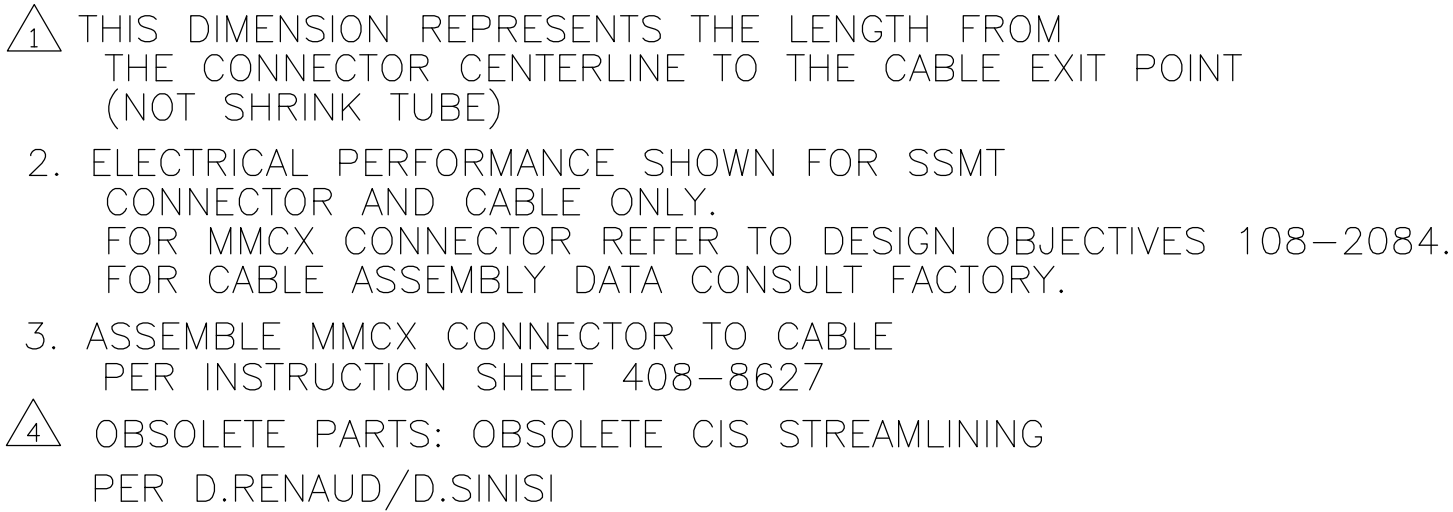 1 THIS DIMENSION REPRESENTS THE LENGTH FROM
THE CONNECTOR CENTERLINE TO THE CABLE EXIT POINT
(NOT SHRINK TUBE)
2. ELECTRICAL PERFORMANCE SHOWN FOR SSMT
CONNECTOR AND CABLE ONLY.
FOR MMCX CONNECTOR REFER TO DESIGN OBJECTIVES 108-2084.
FOR CABLE ASSEMBLY DATA CONSULT FACTORY.
3. ASSEMBLE MMCX CONNECTOR TO CABLE
PER INSTRUCTION SHEET 408-8627
4 OBSOLETE PARTS: OBSOLETE CIS STREAMLINING
PER D.RENAUD/D.SINISI